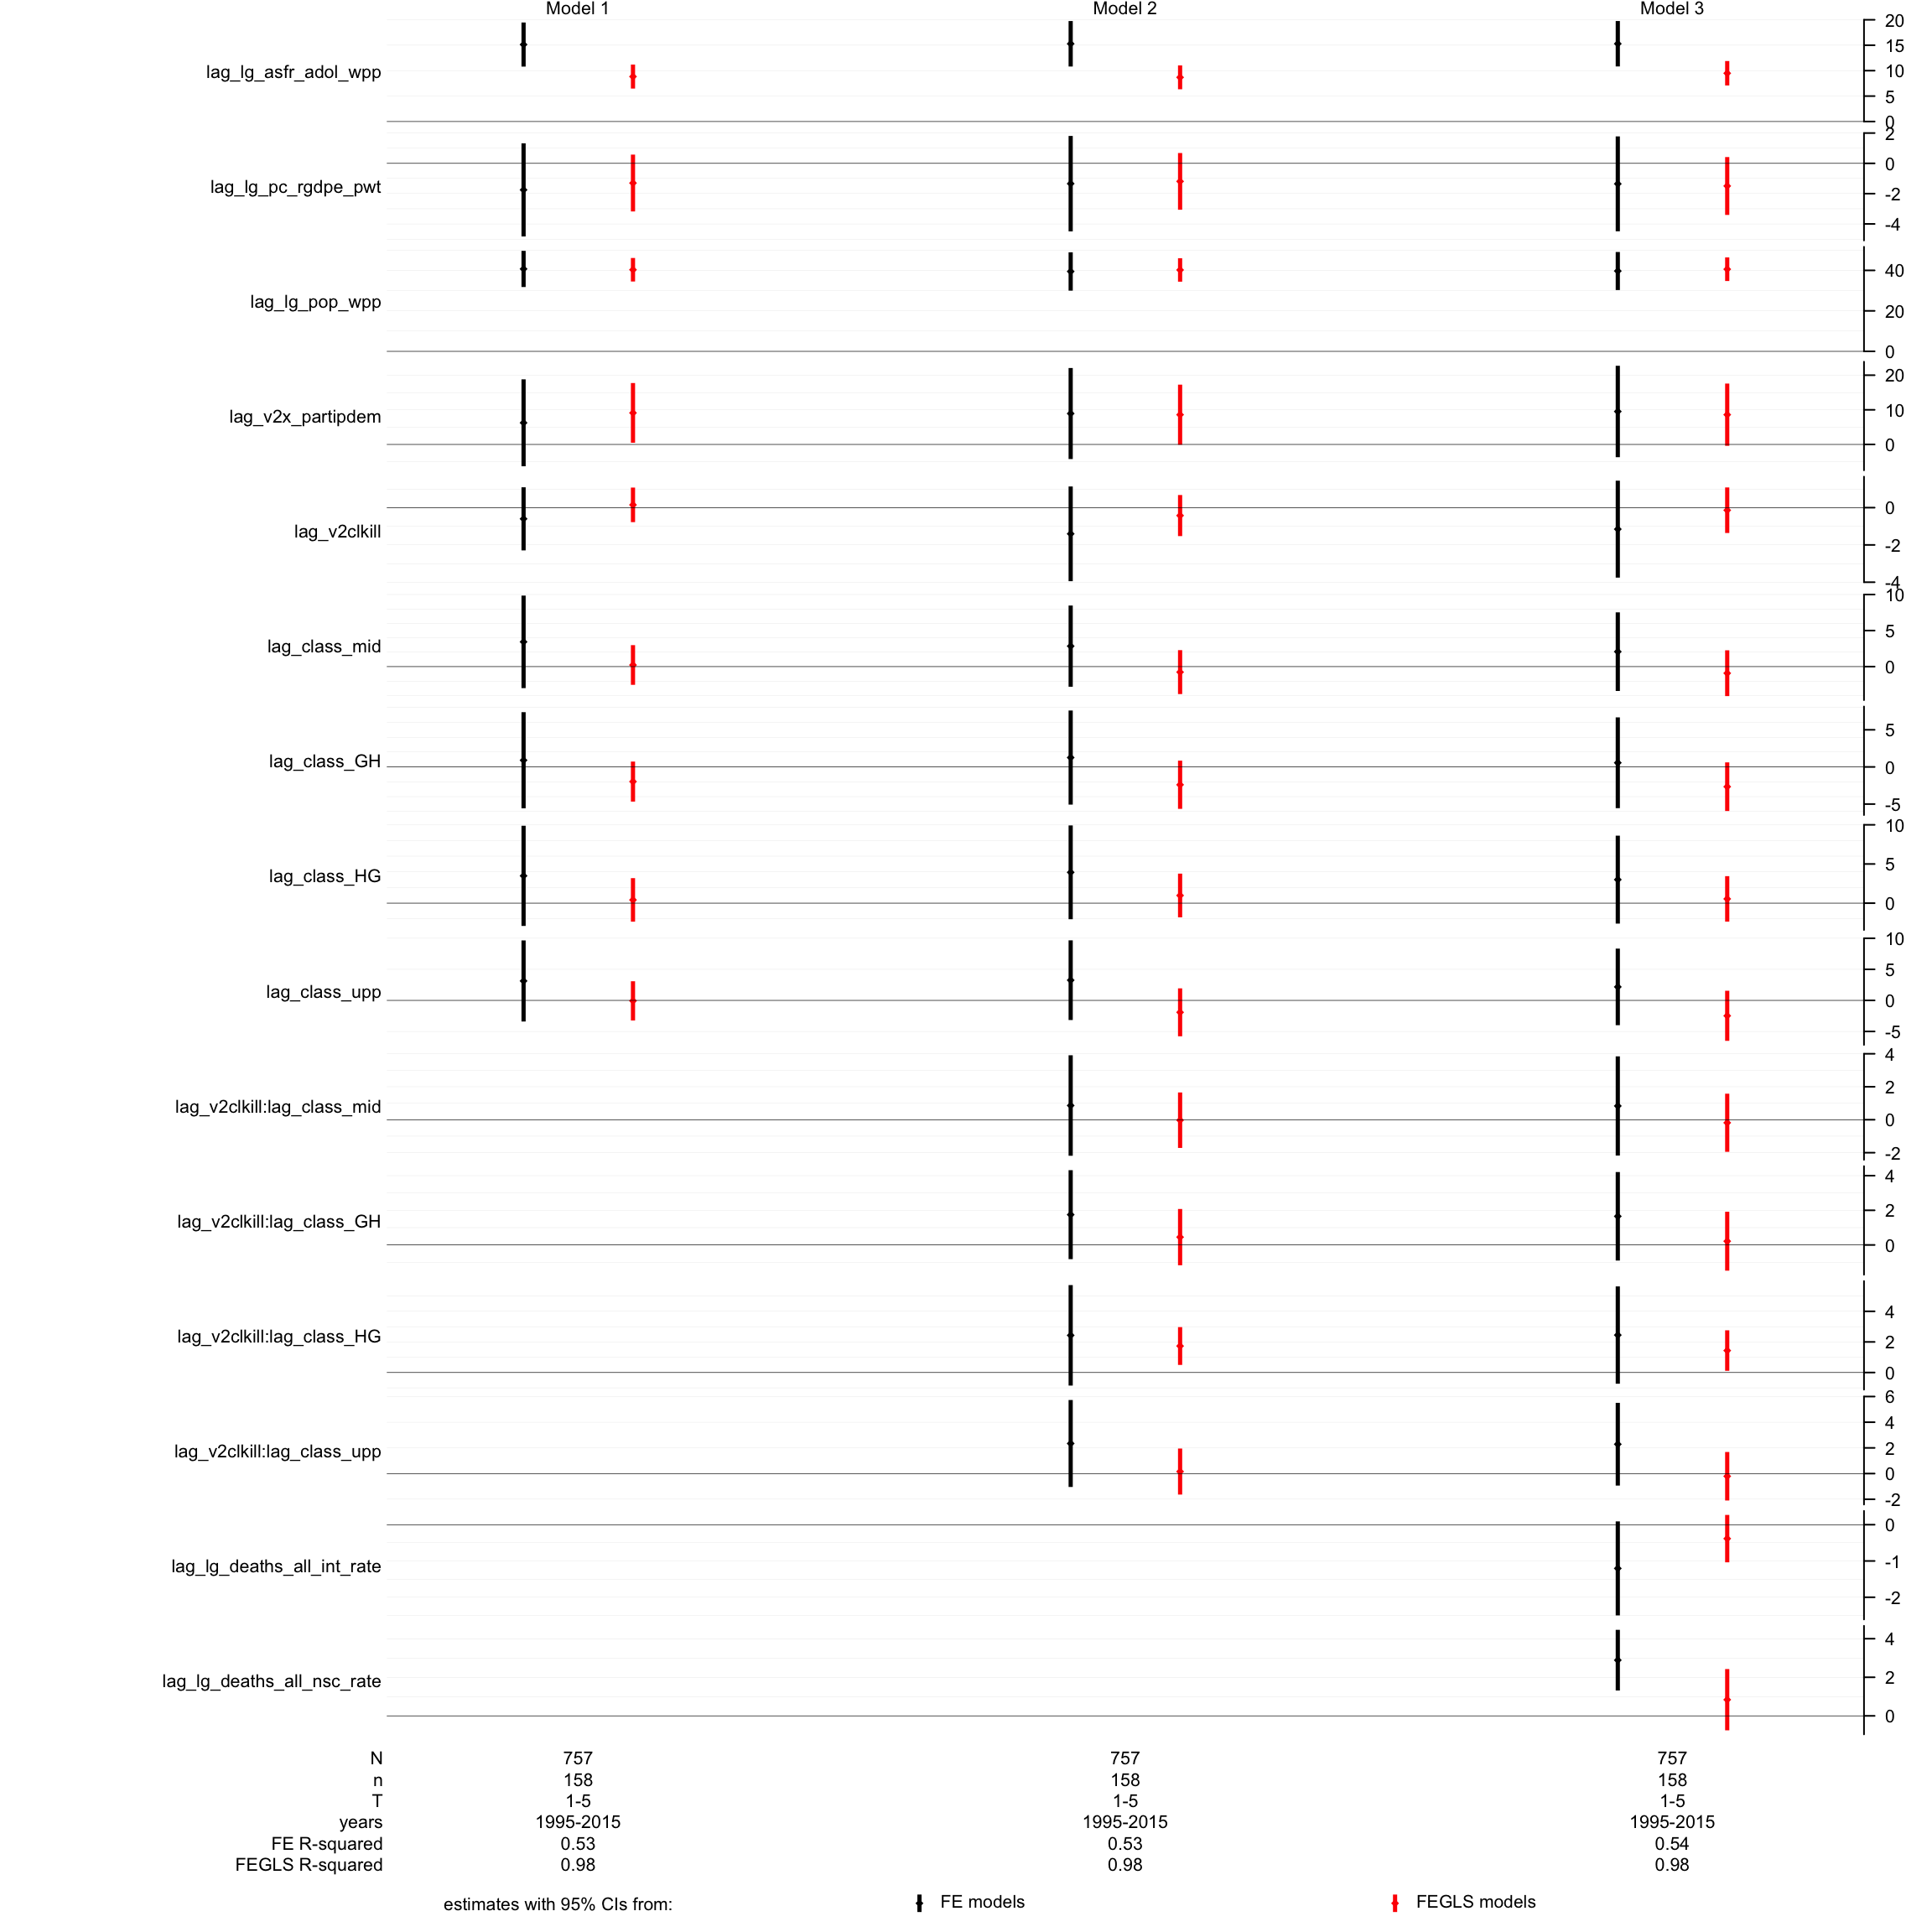 Model 1 Model 2 Model 3
lag_lg_asfr_adol_wpp
20
15
10
5
0
lag_lg_pc_rgdpe_pwt
2
0
-2
-4
lag_lg_pop_wpp
40
20
0
lag_v2x_partipdem
20
10
0
lag_v2clkill
0
-2
-4
lag_class_mid
10
5
0
lag_class_GH
5
0
-5
lag_class_HG
10
5
0
lag_class_upp
10
5
0
-5
lag_v2clkill:lag_class_mid
4
2
0
-2
lag_v2clkill:lag_class_GH
4
2
0
lag_v2clkill:lag_class_HG
4
2
0
lag_v2clkill:lag_class_upp
6
4
2
0
-2
lag_lg_deaths_all_int_rate
0
-1
-2
lag_lg_deaths_all_nsc_rate
4
2
0
N 757 757 757
n 158 158 158
T 1-5 1-5 1-5
years 1995-2015 1995-2015 1995-2015
FE R-squared 0.53 0.53 0.54
FEGLS R-squared 0.98 0.98 0.98
estimates with 95% CIs from: FE models FEGLS models